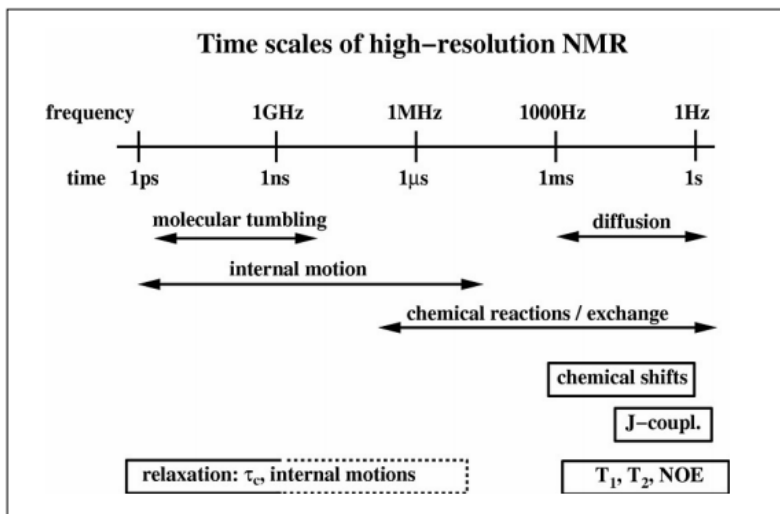 Time scales of high−resolution NMR
frequency 1GHz 1MHz 1000Hz 1Hz
time 1ps 1ns 1μs 1ms 1s
molecular tumbling diffusion
internal motion
chemical reactions / exchange
chemical shifts
J−coupl.
relaxation: τc, internal motions T1, T2, NOE